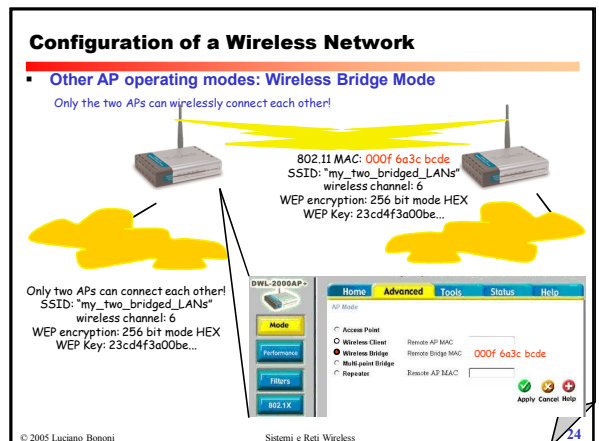 Configuration of a Wireless Network
▪ Other AP operating modes: Wireless Bridge Mode
Only the two APs can wirelessly connect each other!
802.11 MAC: 000f 6a3c bcde
SSID: "my_two_bridged_LANs"
wireless channel: 6
WEP encryption: 256 bit mode HEX
WEP Key: 23cd4f3a00be...
Only two APs can connect each other!
SSID: "my_two_bridged_LANs"
wireless channel: 6
WEP encryption: 256 bit mode HEX
WEP Key: 23cd4f3a00be...
DWL-2000AP+
Mode
Performance
Filters
802.1X
Home Advanced Tools Status Help
AP Mode
Access Point
Wireless Client Remote AP MAC
Wireless Bridge Remote Bridge MAC 000f 6a3c bcde
Multi-point Bridge
Repeater Remote AP MAC
Apply Cancel Help
© 2005 Luciano Bononi Sistemi e Reti Wireless 24